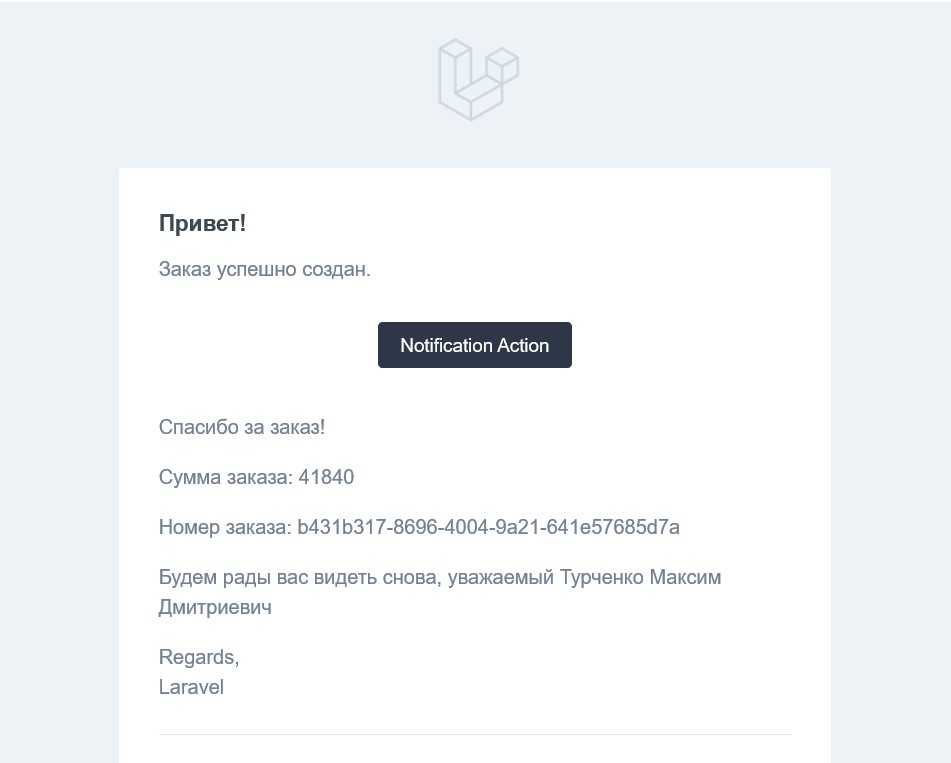 Привет!
Заказ успешно создан.
Notification Action
Спасибо за заказ!
Сумма заказа: 41840
Номер заказа: b431b317-8696-4004-9a21-641e57685d7a
Будем рады вас видеть снова, уважаемый Турченко Максим
Дмитриевич
Regards,
Laravel